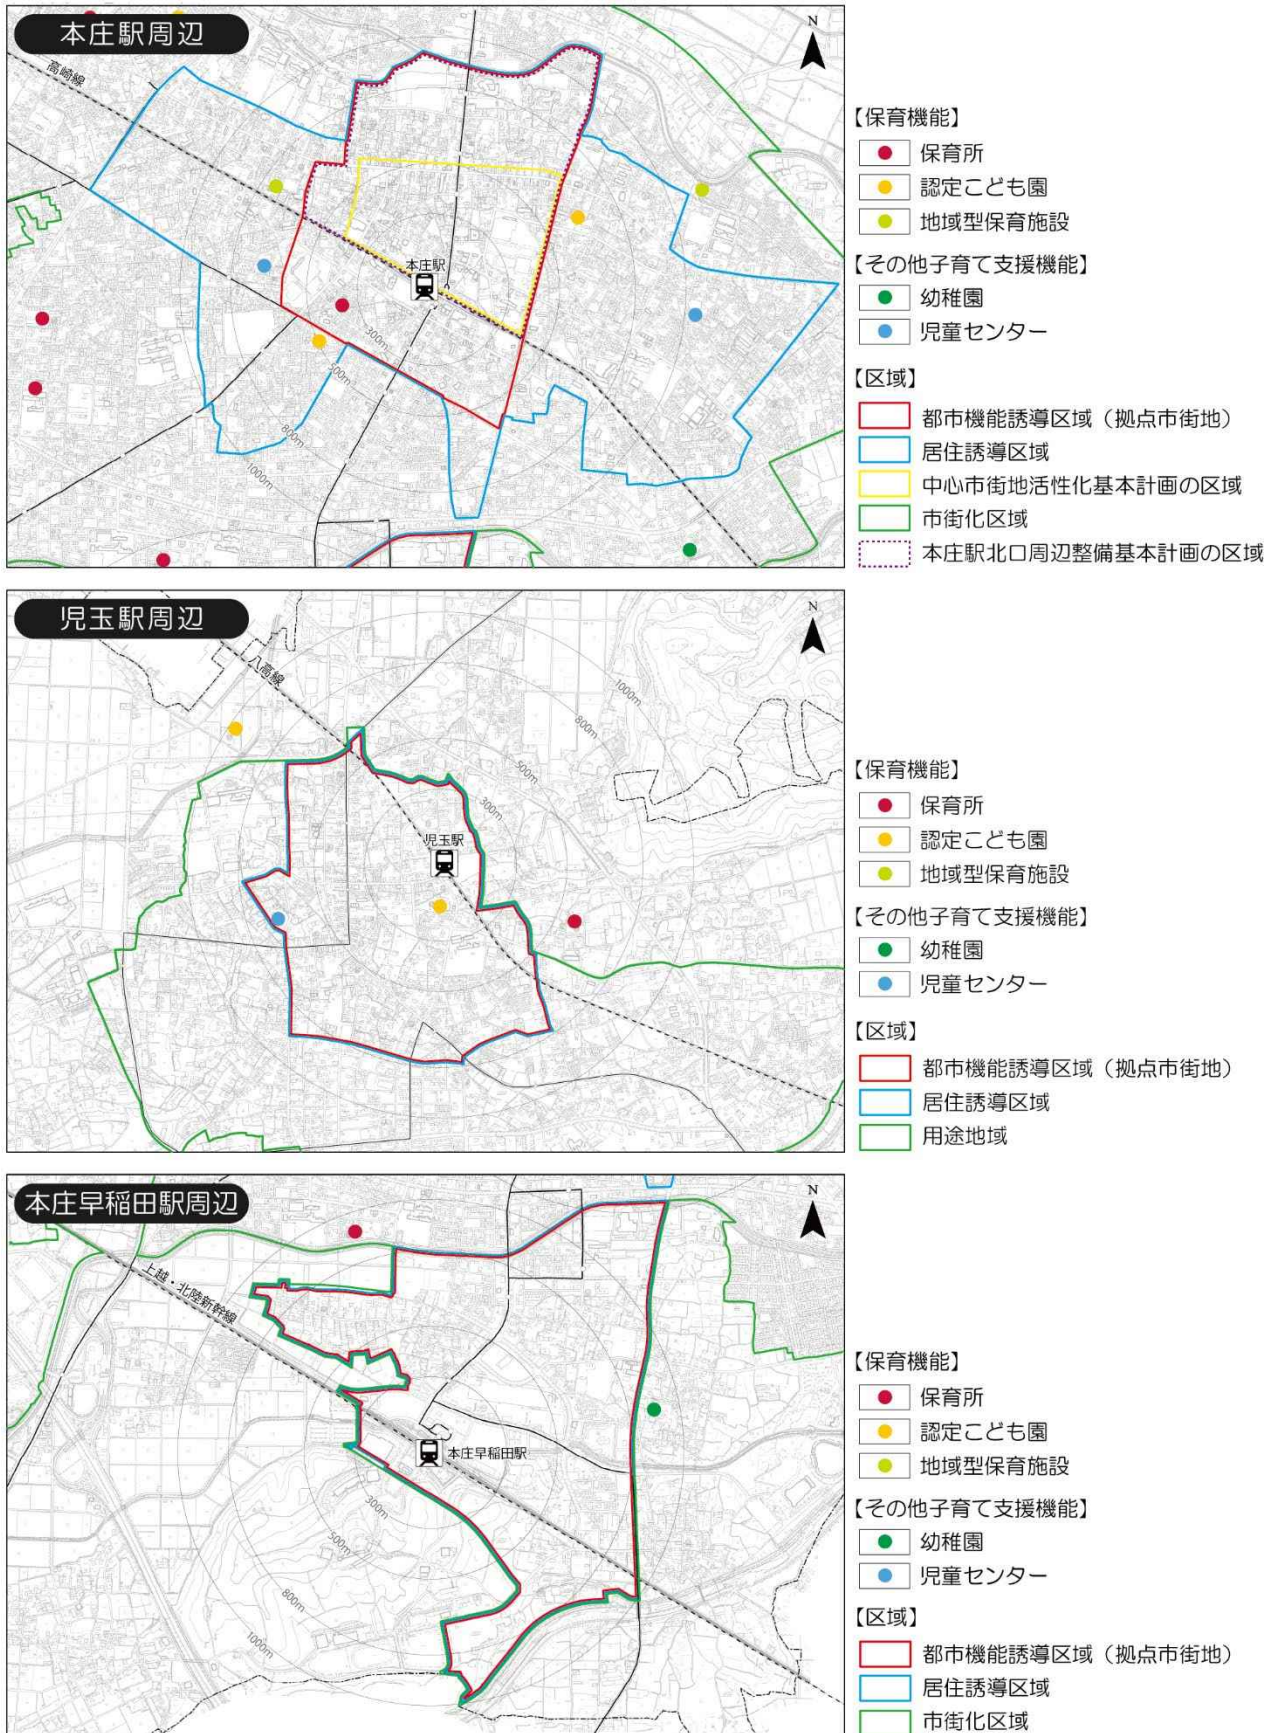 本庄駅周辺
N
高崎線
本庄駅
300m
500m
800m
1000m
【保育機能】
保育所
認定こども園
地域型保育施設
【その他子育て支援機能】
幼稚園
児童センター
【区域】
都市機能誘導区域（拠点市街地）
居住誘導区域
中心市街地活性化基本計画の区域
市街化区域
本庄駅北口周辺整備基本計画の区域
児玉駅周辺
N
八高線
1000m
800m
500m
300m
児玉駅
【保育機能】
保育所
認定こども園
地域型保育施設
【その他子育て支援機能】
幼稚園
児童センター
【区域】
都市機能誘導区域（拠点市街地）
居住誘導区域
用途地域
本庄早稲田駅周辺
N
上越・北陸新幹線
本庄早稲田駅
300m
500m
800m
1000m
【保育機能】
保育所
認定こども園
地域型保育施設
【その他子育て支援機能】
幼稚園
児童センター
【区域】
都市機能誘導区域（拠点市街地）
居住誘導区域
市街化区域